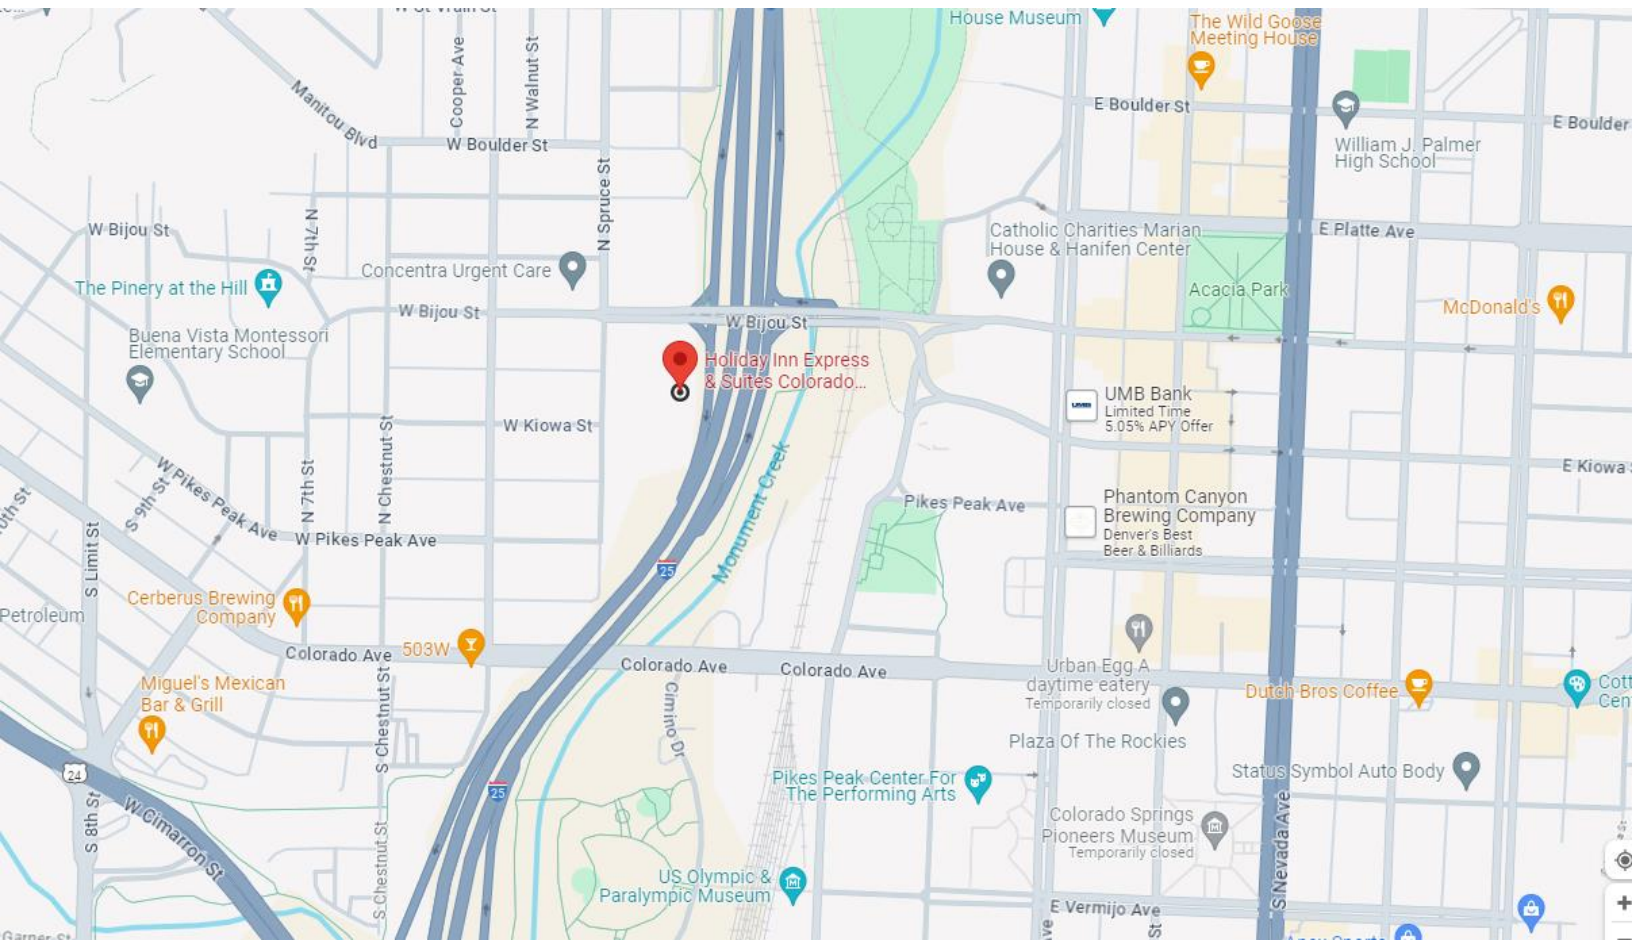 W St Vrain St
House Museum
The Wild Goose
Meeting House
Cooper Ave
N Walnut St
Manitou Blvd
W Boulder St
E Boulder St
E Boulder
William J. Palmer
High School
N Spruce St
N 7th St
W Bijou St
E Platte Ave
Catholic Charities Marian
House & Hanifen Center
Concentra Urgent Care
The Pinery at the Hill
Acacia Park
McDonald's
W Bijou St
W Bijou St
Buena Vista Montessori
Elementary School
Holiday Inn Express
& Suites Colorado...
UMB
UMB Bank
Limited Time
5.05% APY Offer
W Kiowa St
N Chestnut St
E Kiowa
Monument Creek
W Pikes Peak Ave
S 9th St
N 7th St
W Pikes Peak Ave
Pikes Peak Ave
Phantom Canyon
Brewing Company
Denver's Best
Beer & Billiards
S Limit St
25
Cerberus Brewing
Company
Petroleum
503W
Colorado Ave
Colorado Ave
Colorado Ave
Urban Egg A
daytime eatery
Temporarily closed
Dutch Bros Coffee
Miguel's Mexican
Bar & Grill
S Chestnut St
Cimino Dr
Plaza Of The Rockies
Status Symbol Auto Body
24
25
Pikes Peak Center For
The Performing Arts
S 8th St
W Cimarron St
Colorado Springs
Pioneers Museum
Temporarily closed
S Nevada Ave
S Chestnut St
US Olympic &
Paralympic Museum
E Vermijo Ave
Garner St